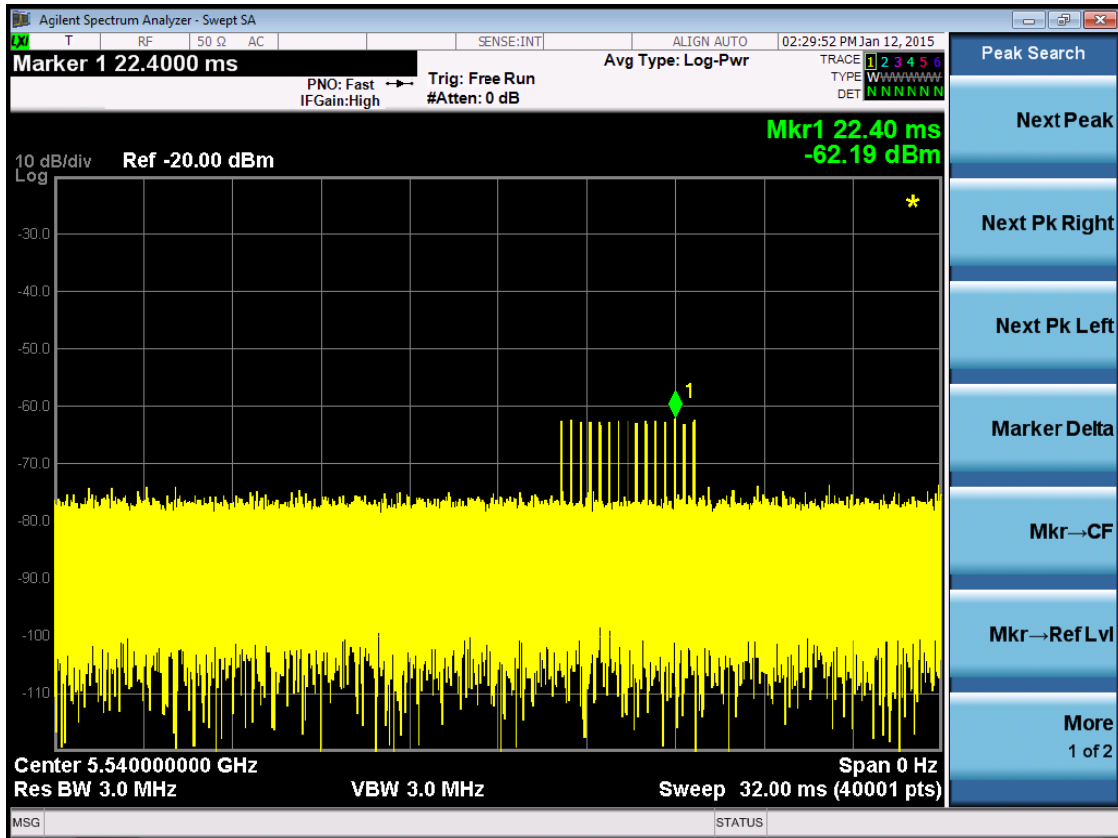 Agilent Spectrum Analyzer - Swept SA
LXI T RF 50 Ω AC SENSE:INT ALIGN AUTO 02:29:52 PM Jan 12, 2015
Marker 1 22.4000 ms
PNO: Fast
IFGain:High
Trig: Free Run
#Atten: 0 dB
Avg Type: Log-Pwr
TRACE 1 2 3 4 5 6
TYPE WWWWWW
DET N N N N N N
Mkr1 22.40 ms
-62.19 dBm
10 dB/div Ref -20.00 dBm
Log
-30.0
-40.0
-50.0
-60.0
-70.0
-80.0
-90.0
-100
-110
*
1
Center 5.540000000 GHz Span 0 Hz
Res BW 3.0 MHz VBW 3.0 MHz Sweep 32.00 ms (40001 pts)
MSG STATUS
Peak Search
Next Peak
Next Pk Right
Next Pk Left
Marker Delta
Mkr→CF
Mkr→Ref Lvl
More
1 of 2